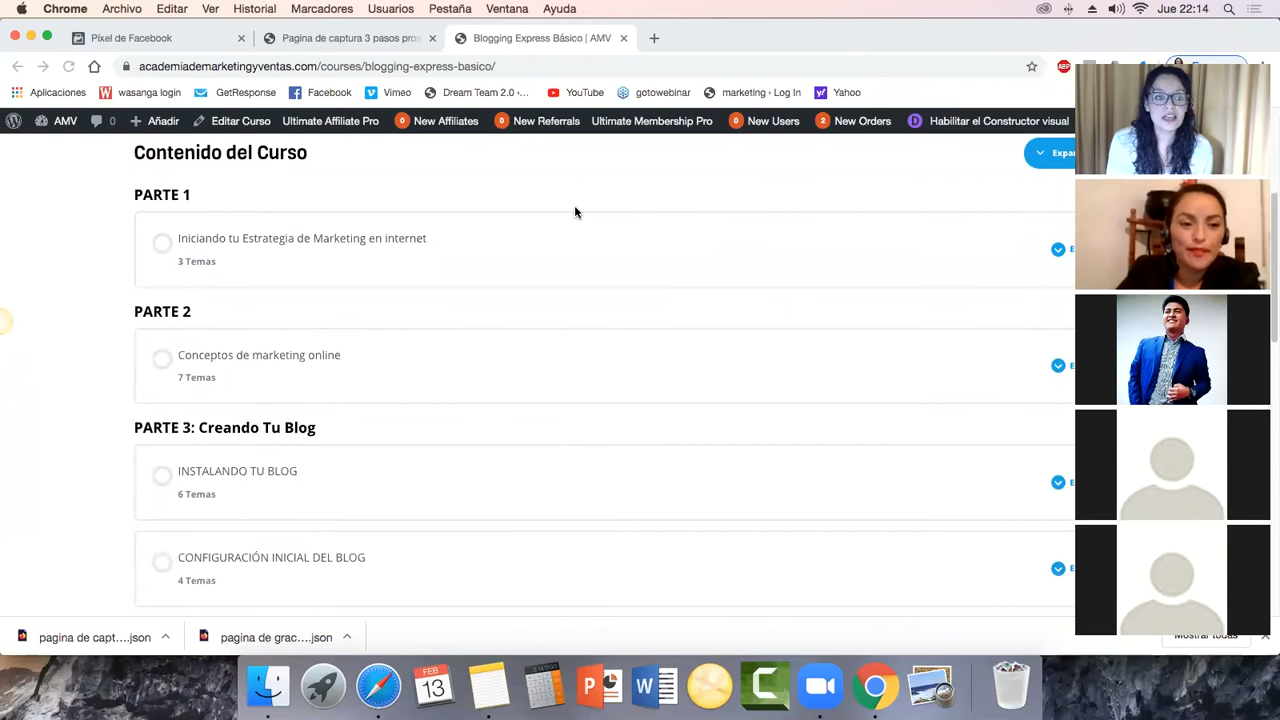 Chrome Archivo Editar Ver Historial Marcadores Usuarios Pestaña Ventana Ayuda Jue 22:14
Píxel de Facebook Pagina de captura 3 pasos pros Blogging Express Básico | AMV
academiademarketingyventas.com/courses/blogging-express-basico/ ABP
Aplicaciones wasanga login GetResponse Facebook Vimeo Dream Team 2.0 -... YouTube gotowebinar marketing ‹ Log In Yahoo
AMV 0 Añadir Editar Curso Ultimate Affiliate Pro 0 New Affiliates 0 New Referrals Ultimate Membership Pro 0 New Users 2 New Orders Habilitar el Constructor visual
Contenido del Curso
Expan
PARTE 1
Iniciando tu Estrategia de Marketing en internet
3 Temas
PARTE 2
Conceptos de marketing online
7 Temas
PARTE 3: Creando Tu Blog
INSTALANDO TU BLOG
6 Temas
CONFIGURACIÓN INICIAL DEL BLOG
4 Temas
pagina de capt....json pagina de grac....json Mostrar todas
FEB
13